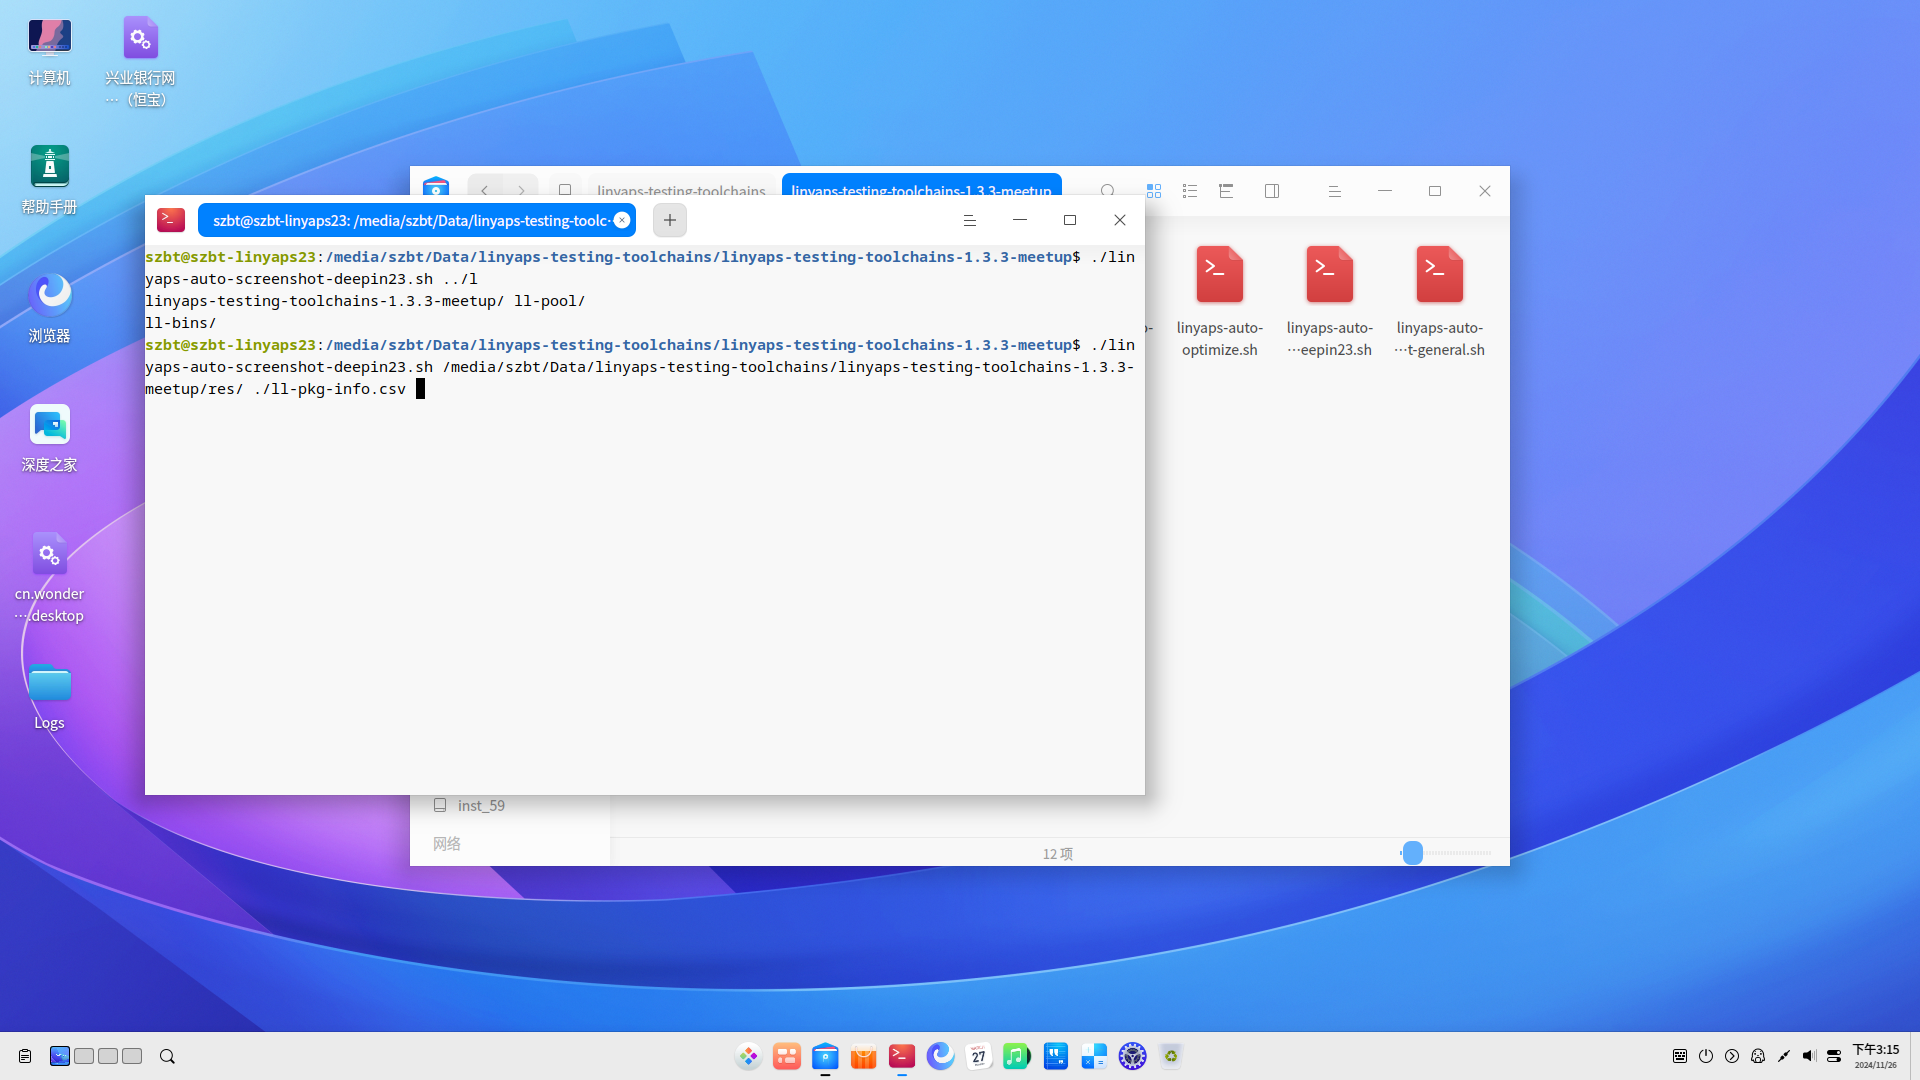 计算机
兴业银行网
…（恒宝）
帮助手册
浏览器
深度之家
cn.wonder
….desktop
Logs
linyaps-testing-toolchains
linyaps-testing-toolchains-1.3.3-meetup
szbt@szbt-linyaps23: /media/szbt/Data/linyaps-testing-toolc·
szbt@szbt-linyaps23:/media/szbt/Data/linyaps-testing-toolchains/linyaps-testing-toolchains-1.3.3-meetup$ ./lin
yaps-auto-screenshot-deepin23.sh ../l
linyaps-testing-toolchains-1.3.3-meetup/ ll-pool/
ll-bins/
szbt@szbt-linyaps23:/media/szbt/Data/linyaps-testing-toolchains/linyaps-testing-toolchains-1.3.3-meetup$ ./lin
yaps-auto-screenshot-deepin23.sh /media/szbt/Data/linyaps-testing-toolchains/linyaps-testing-toolchains-1.3.3-
meetup/res/ ./ll-pkg-info.csv
linyaps-auto-
optimize.sh
linyaps-auto-
…eepin23.sh
linyaps-auto-
…t-general.sh
inst_59
网络
12 项
27
下午3:15
2024/11/26